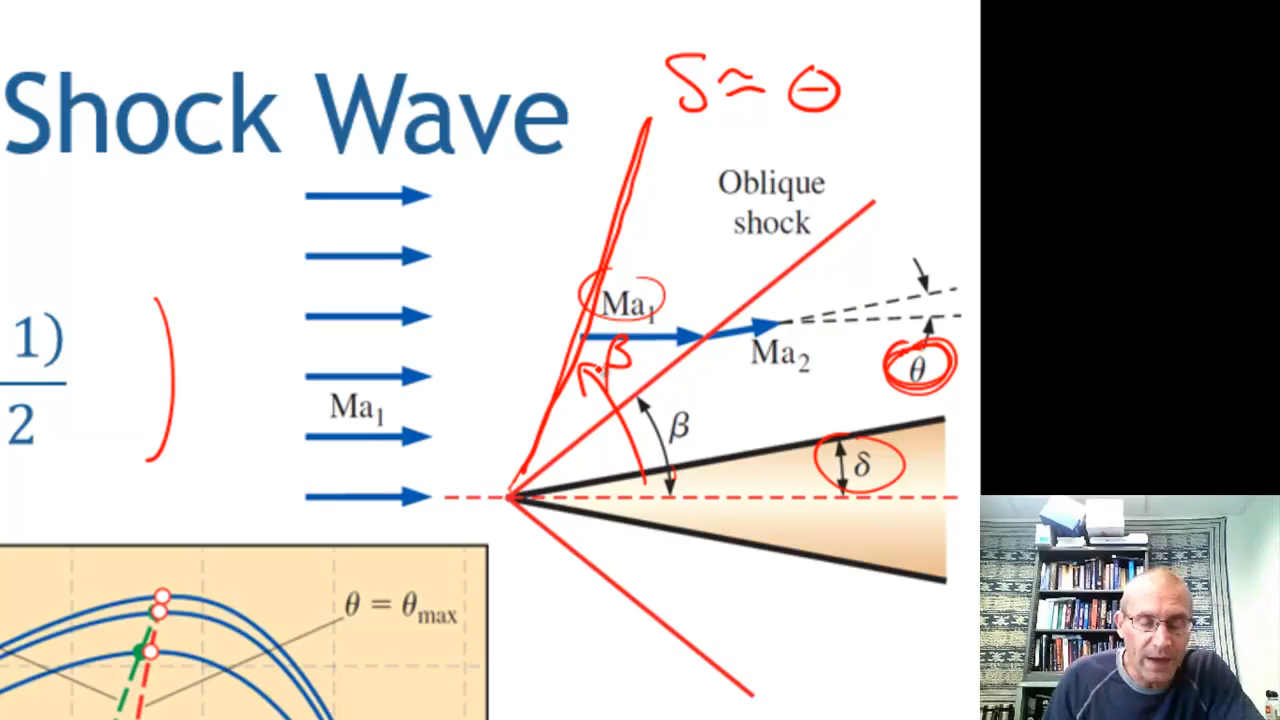 Shock Wave
δ ≈ θ
Oblique
shock
Ma₁
β
Ma₂
θ
1)
2
Ma₁
β
δ
θ = θmax